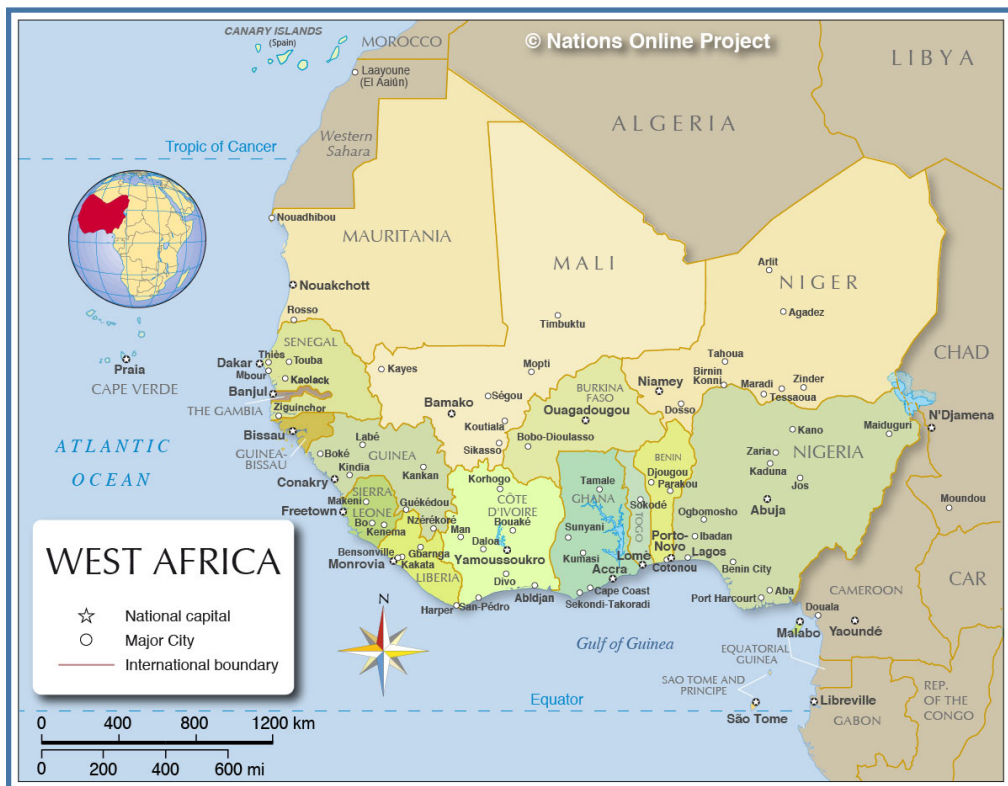 CANARY ISLANDS
(Spain)
MOROCCO
© Nations Online Project
LIBYA
Laayoune
(El Aaiún)
ALGERIA
Western
Sahara
Tropic of Cancer
Nouadhibou
MAURITANIA
MALI
NIGER
Arlit
Nouakchott
Agadez
Rosso
Timbuktu
SENEGAL
CHAD
Thiès
Touba
Dakar
Mbour
Kaolack
Kayes
Mopti
Tahoua
Birnin
Konni
Zinder
Maradi
Tessaoua
Praia
CAPE VERDE
Banjul
THE GAMBIA
Ziguinchor
Bamako
Ségou
BURKINA
FASO
Ouagadougou
Niamey
Dosso
N'Djamena
Koutiala
Sikasso
Bobo-Dioulasso
Kano
Maiduguri
Bissau
GUINEA-
BISSAU
Labé
Boké
GUINEA
Kindia
Kankan
Zaria
Kaduna
NIGERIA
Jos
BENIN
Djougou
Parakou
ATLANTIC
OCEAN
Conakry
Korhogo
Tamale
GHANA
Sokodé
TOGO
Abuja
Moundou
Freetown
Makeni
SIERRA
LEONE
Bo
Kenema
Guékédou
Nzérékoré
CÔTE
D'IVOIRE
Bouaké
Man
Daloa
Sunyani
Ogbomosho
Ibadan
Porto-
Novo
Lagos
Bensonville
Monrovia
Gbarnga
Kakata
LIBERIA
Yamoussoukro
Kumasi
Lomé
Cotonou
Accra
Benin City
Divo
Cape Coast
Port Harcourt
Aba
CAMEROON
CAR
Harper
San-Pédro
Abidjan
Sekondi-Takoradi
Douala
Malabo
Yaoundé
N
Gulf of Guinea
EQUATORIAL
GUINEA
SAO TOME AND
PRINCIPE
Equator
São Tome
Libreville
GABON
REP.
OF THE
CONGO
WEST AFRICA
National capital
Major City
International boundary
0 400 800 1200 km
0 200 400 600 mi